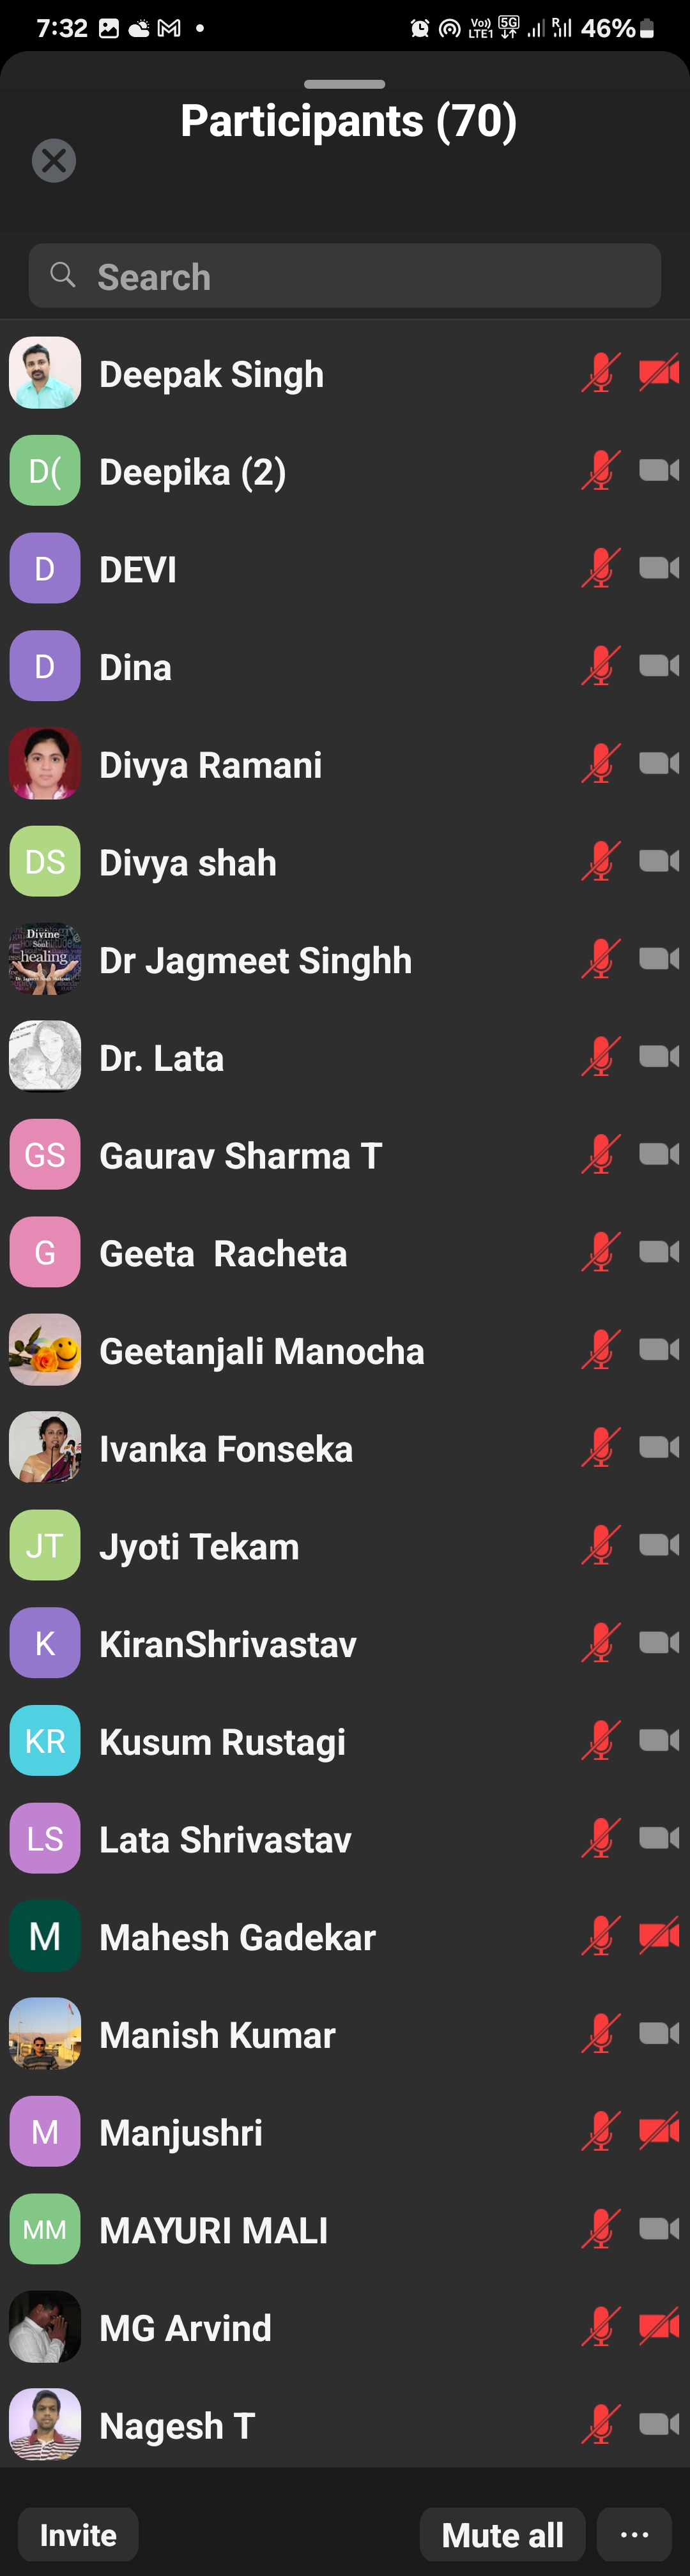 7:32 Vo) LTE1 5G R 46%
Participants (70)
Search
Deepak Singh
D( Deepika (2)
D DEVI
D Dina
Divya Ramani
DS Divya shah
Divine
Soul
healing
Dr Jagmeet Singhh
Dr. Lata
GS Gaurav Sharma T
G Geeta  Racheta
Geetanjali Manocha
Ivanka Fonseka
JT Jyoti Tekam
K KiranShrivastav
KR Kusum Rustagi
LS Lata Shrivastav
M Mahesh Gadekar
Manish Kumar
M Manjushri
MM MAYURI MALI
MG Arvind
Nagesh T
Invite Mute all ...